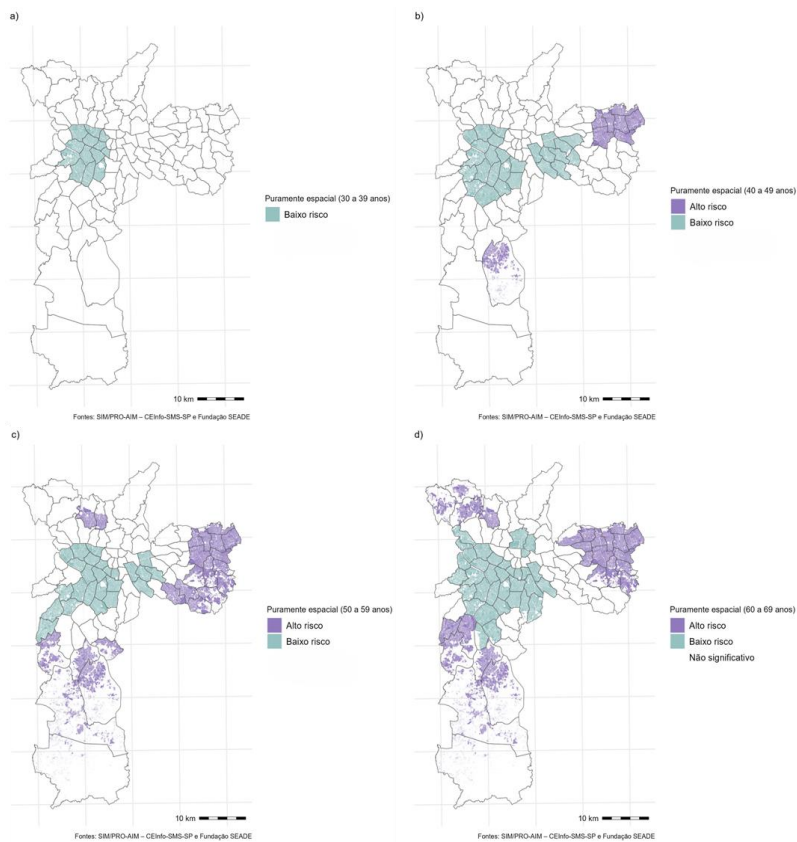 a)
Puramente espacial (30 a 39 anos)
Baixo risco
10 km
Fontes: SIM/PRO-AIM – CEInfo-SMS-SP e Fundação SEADE
b)
Puramente espacial (40 a 49 anos)
Alto risco
Baixo risco
10 km
Fontes: SIM/PRO-AIM – CEInfo-SMS-SP e Fundação SEADE
c)
Puramente espacial (50 a 59 anos)
Alto risco
Baixo risco
10 km
Fontes: SIM/PRO-AIM – CEInfo-SMS-SP e Fundação SEADE
d)
Puramente espacial (60 a 69 anos)
Alto risco
Baixo risco
Não significativo
10 km
Fontes: SIM/PRO-AIM – CEInfo-SMS-SP e Fundação SEADE